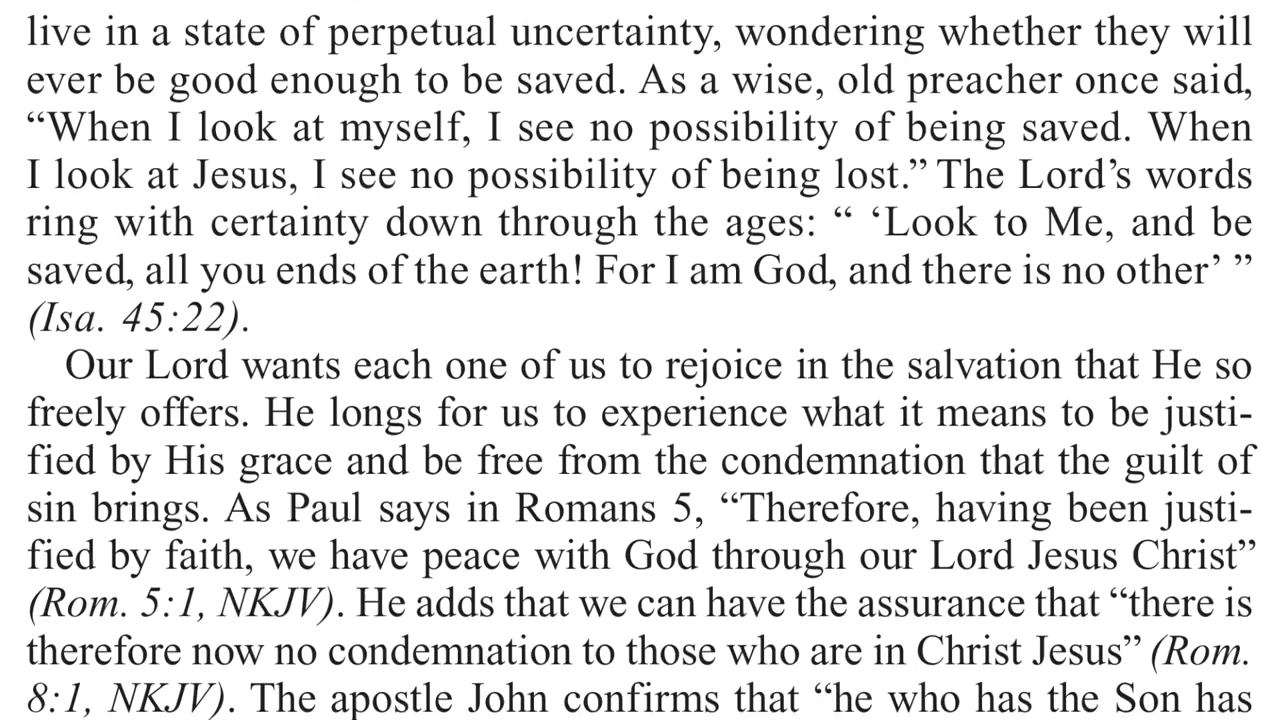 live in a state of perpetual uncertainty, wondering whether they will
ever be good enough to be saved. As a wise, old preacher once said,
“When I look at myself, I see no possibility of being saved. When
I look at Jesus, I see no possibility of being lost.” The Lord’s words
ring with certainty down through the ages: “ ‘Look to Me, and be
saved, all you ends of the earth! For I am God, and there is no other’ ”
(Isa. 45:22).
Our Lord wants each one of us to rejoice in the salvation that He so
freely offers. He longs for us to experience what it means to be justi-
fied by His grace and be free from the condemnation that the guilt of
sin brings. As Paul says in Romans 5, “Therefore, having been justi-
fied by faith, we have peace with God through our Lord Jesus Christ”
(Rom. 5:1, NKJV). He adds that we can have the assurance that “there is
therefore now no condemnation to those who are in Christ Jesus” (Rom.
8:1, NKJV). The apostle John confirms that “he who has the Son has